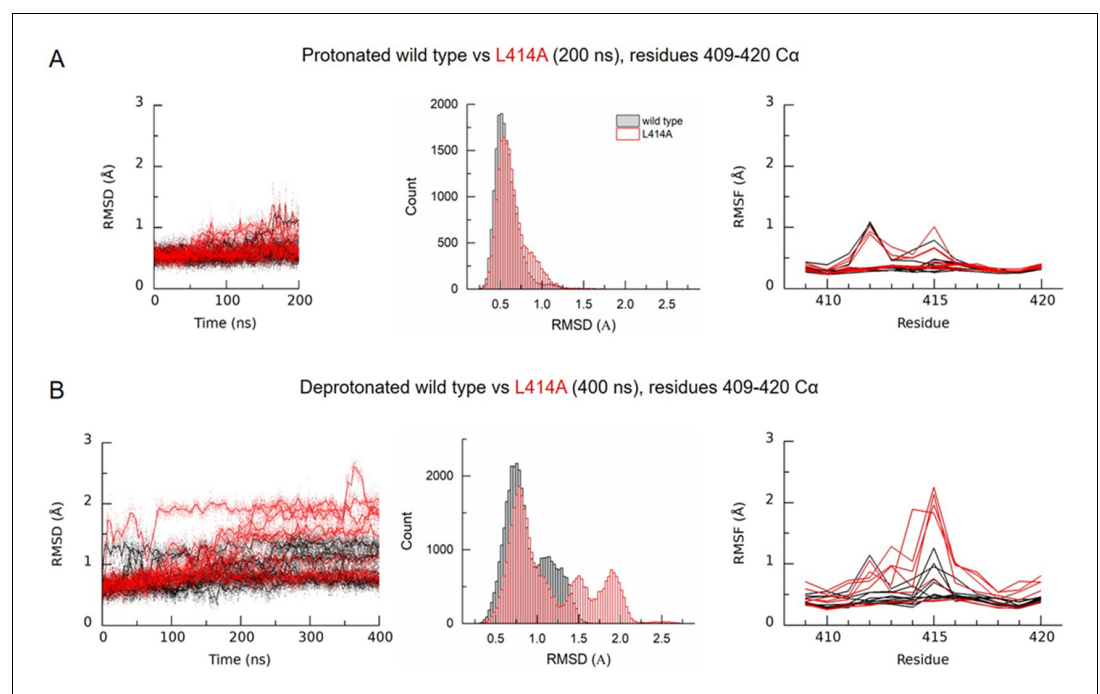 A
Protonated wild type vs L414A (200 ns), residues 409-420 Cα
3
2
1
0
RMSD (Å)
0 100 200
Time (ns)
2000
1500
1000
500
0
Count
wild type
L414A
0.5 1.0 1.5 2.0 2.5
RMSD (A)
3
2
1
0
RMSF (Å)
410 415 420
Residue
B
Deprotonated wild type vs L414A (400 ns), residues 409-420 Cα
3
2
1
0
RMSD (Å)
0 100 200 300 400
Time (ns)
2000
1000
0
Count
0.5 1.0 1.5 2.0 2.5
RMSD (A)
3
2
1
0
RMSF (Å)
410 415 420
Residue